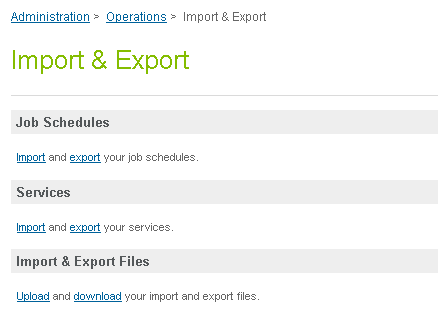 Administration > Operations > Import & Export
Import & Export
Job Schedules
Import and export your job schedules.
Services
Import and export your services.
Import & Export Files
Upload and download your import and export files.